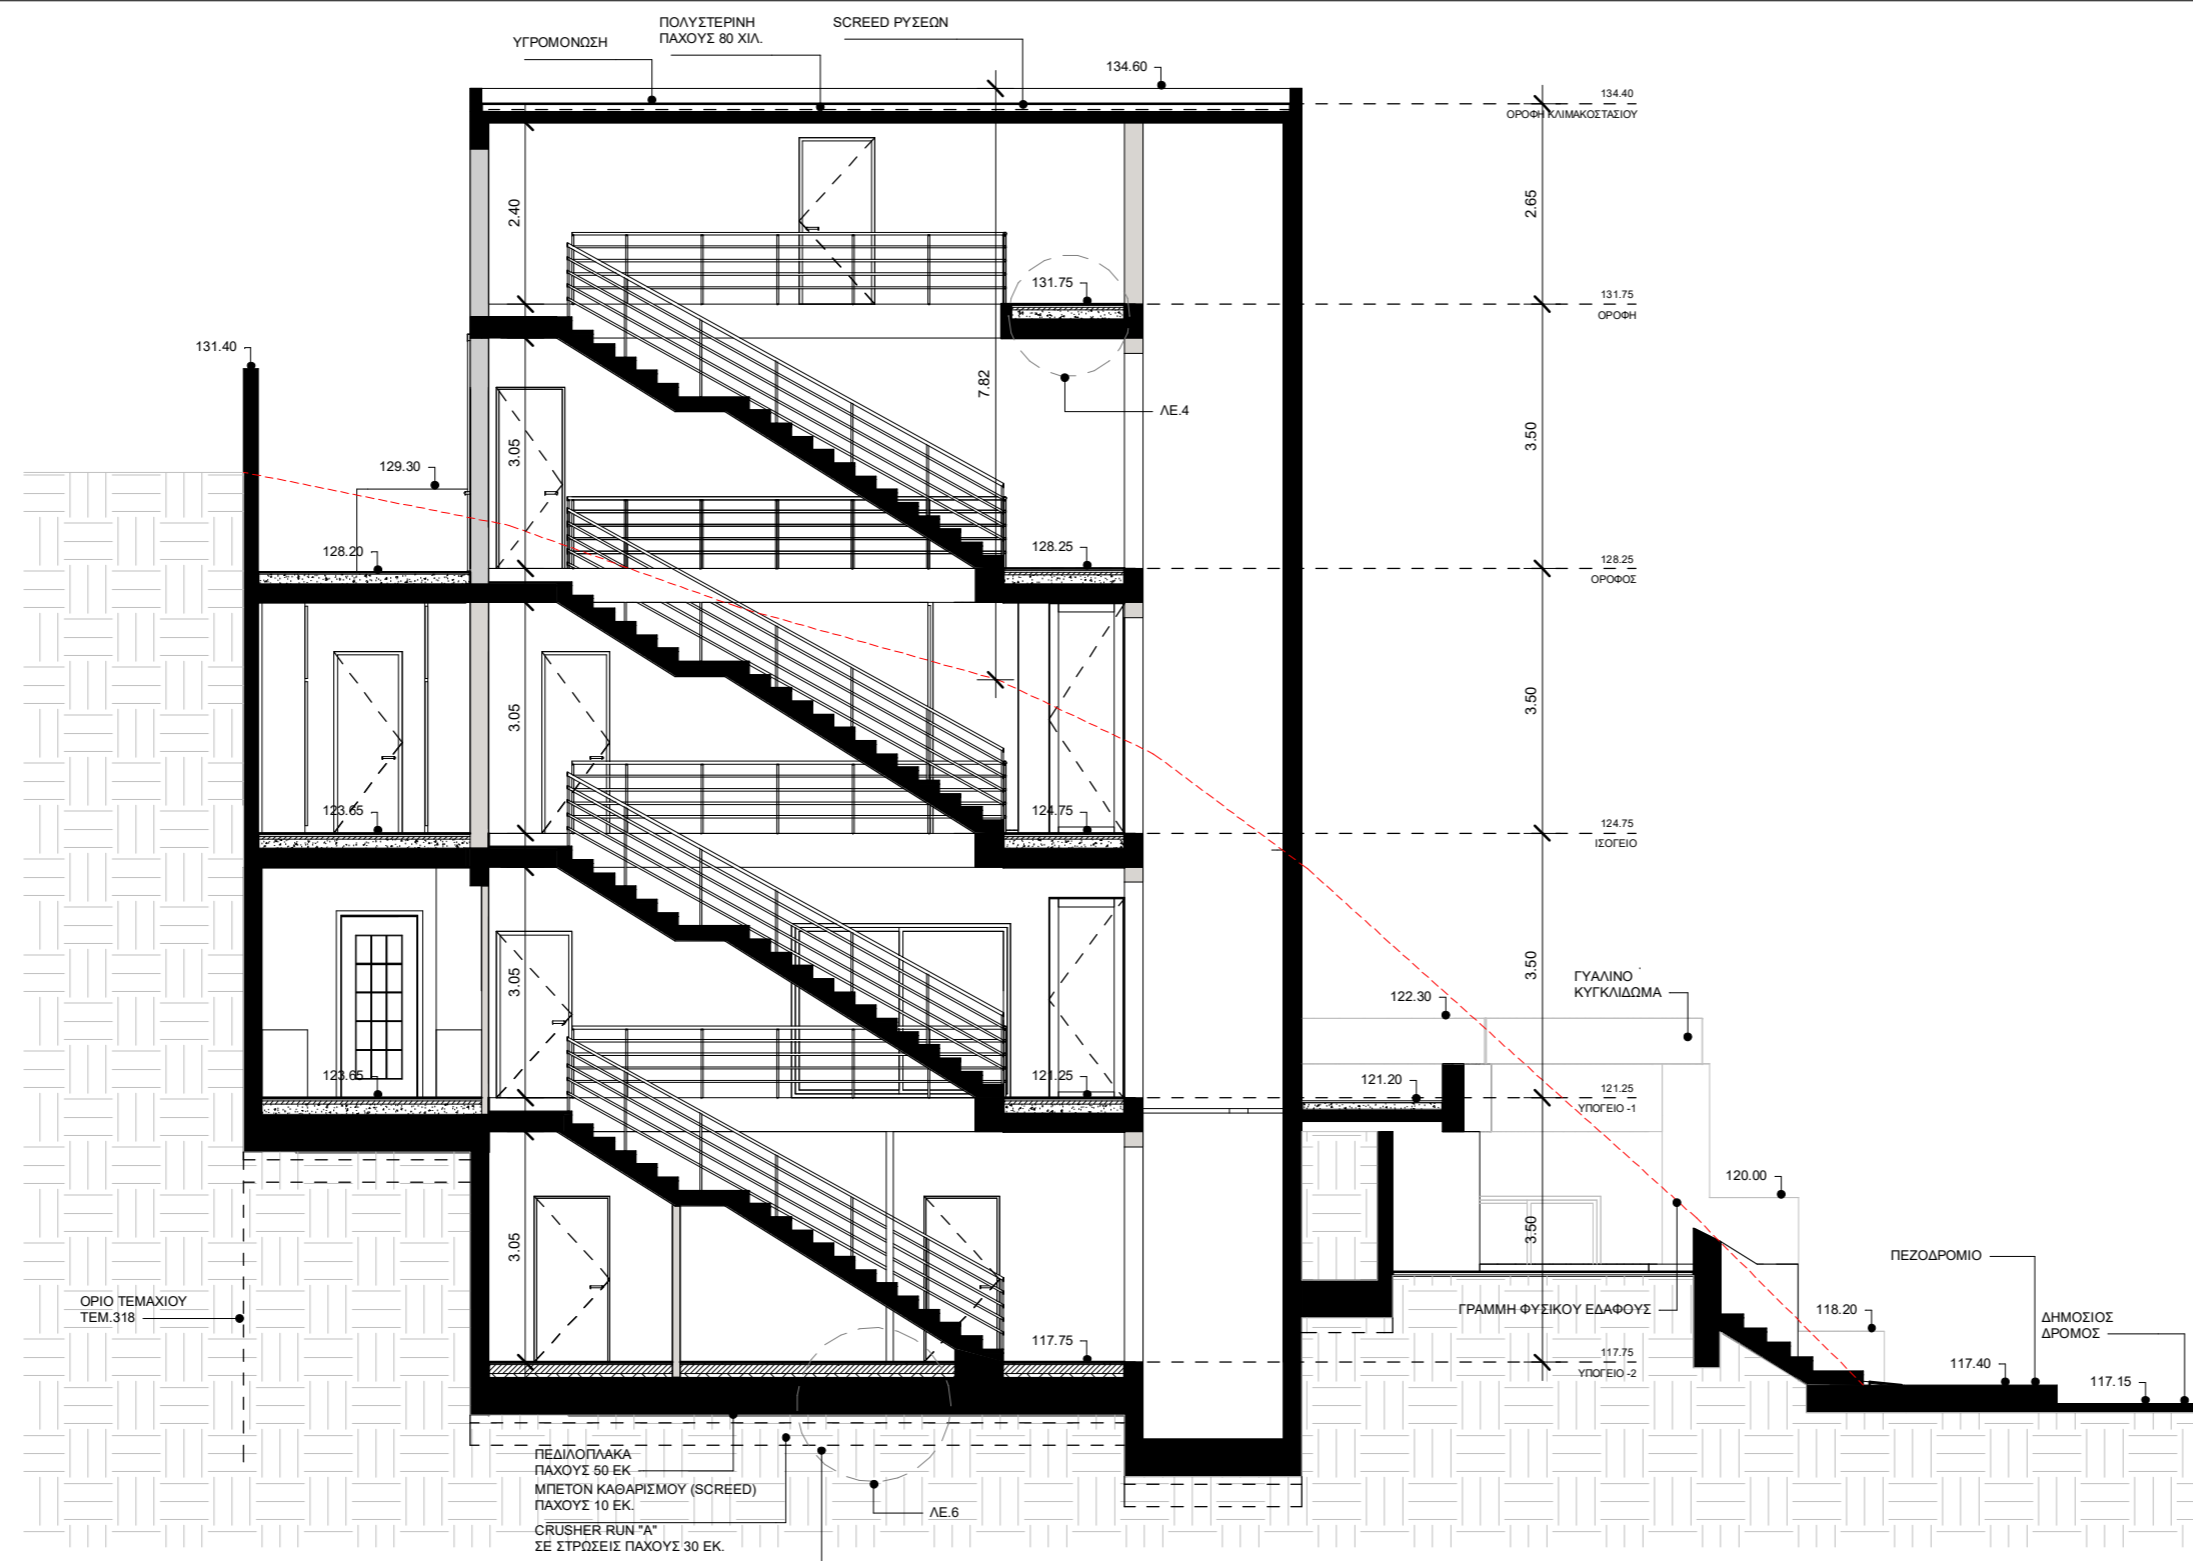 ΥΓΡΟΜΟΝΩΣΗ
ΠΟΛΥΣΤΕΡΙΝΗ
ΠΑΧΟΥΣ 80 ΧΙΛ.
SCREED ΡΥΣΕΩΝ
134.60
134.40
ΟΡΟΦΗ ΚΛΙΜΑΚΟΣΤΑΣΙΟΥ
2.40
2.65
131.75
131.75
ΟΡΟΦΗ
131.40
7.82
ΛΕ.4
3.05
3.50
129.30
128.20
128.25
128.25
ΟΡΟΦΟΣ
3.05
3.50
123.65
124.75
124.75
ΙΣΟΓΕΙΟ
3.05
3.50
ΓΥΑΛΙΝΟ
ΚΥΓΚΛΙΔΩΜΑ
122.30
123.65
121.25
121.20
121.25
ΥΠΟΓΕΙΟ -1
120.00
3.05
3.50
ΠΕΖΟΔΡΟΜΙΟ
ΟΡΙΟ ΤΕΜΑΧΙΟΥ
ΤΕΜ.318
ΓΡΑΜΜΗ ΦΥΣΙΚΟΥ ΕΔΑΦΟΥΣ
118.20
ΔΗΜΟΣΙΟΣ
ΔΡΟΜΟΣ
117.75
117.75
ΥΠΟΓΕΙΟ -2
117.40
117.15
ΠΕΔΙΛΟΠΛΑΚΑ
ΠΑΧΟΥΣ 50 ΕΚ
ΜΠΕΤΟΝ ΚΑΘΑΡΙΣΜΟΥ (SCREED)
ΠΑΧΟΥΣ 10 ΕΚ.
ΛΕ.6
CRUSHER RUN "A"
ΣΕ ΣΤΡΩΣΕΙΣ ΠΑΧΟΥΣ 30 ΕΚ.